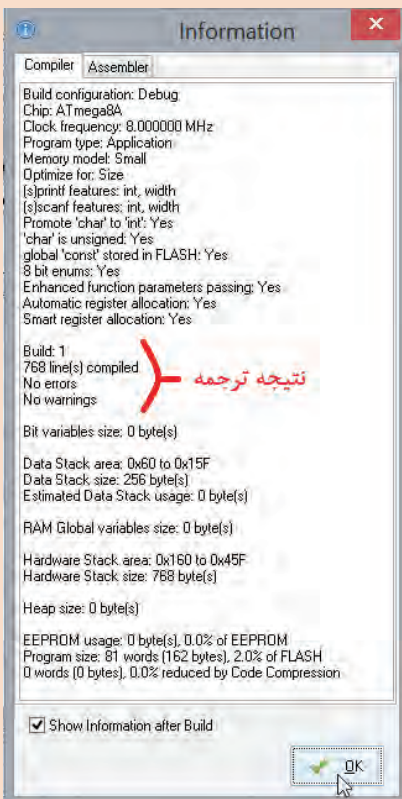 Information
Compiler Assembler
Build configuration: Debug
Chip: ATmega8A
Clock frequency: 8.000000 MHz
Program type: Application
Memory model: Small
Optimize for: Size
(s)printf features: int, width
(s)scanf features: int, width
Promote 'char' to 'int': Yes
'char' is unsigned: Yes
global 'const' stored in FLASH: Yes
8 bit enums: Yes
Enhanced function parameters passing: Yes
Automatic register allocation: Yes
Smart register allocation: Yes
Build: 1
768 line(s) compiled
No errors
No warnings
نتیجه ترجمه
Bit variables size: 0 byte(s)
Data Stack area: 0x60 to 0x15F
Data Stack size: 256 byte(s)
Estimated Data Stack usage: 0 byte(s)
RAM Global variables size: 0 byte(s)
Hardware Stack area: 0x160 to 0x45F
Hardware Stack size: 768 byte(s)
Heap size: 0 byte(s)
EEPROM usage: 0 byte(s), 0.0% of EEPROM
Program size: 81 words (162 bytes), 2.0% of FLASH
0 words (0 bytes), 0.0% reduced by Code Compression
Show Information after Build
OK